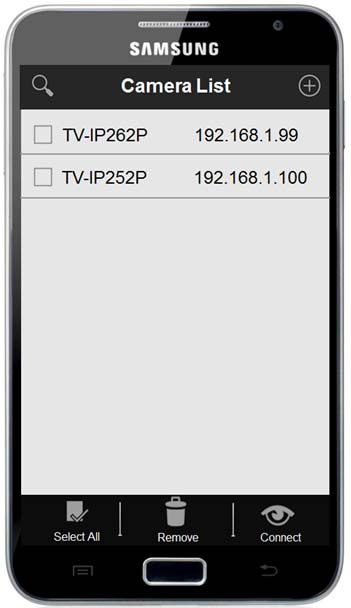 SAMSUNG
Camera List
TV-IP262P 192.168.1.99
TV-IP252P 192.168.1.100
Select All Remove Connect